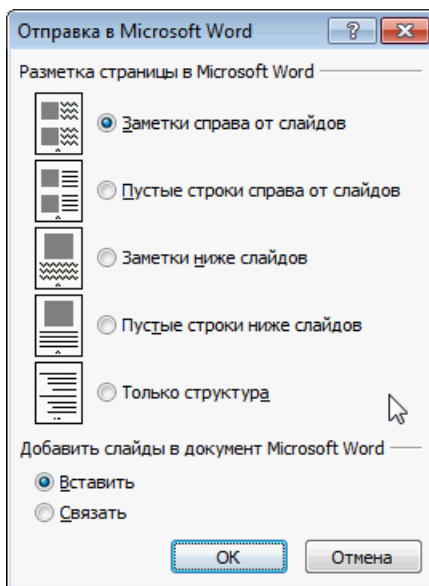 Отправка в Microsoft Word
Разметка страницы в Microsoft Word
Заметки справа от слайдов
Пустые строки справа от слайдов
Заметки ниже слайдов
Пустые строки ниже слайдов
Только структура
Добавить слайды в документ Microsoft Word
Вставить
Связать
ОК Отмена